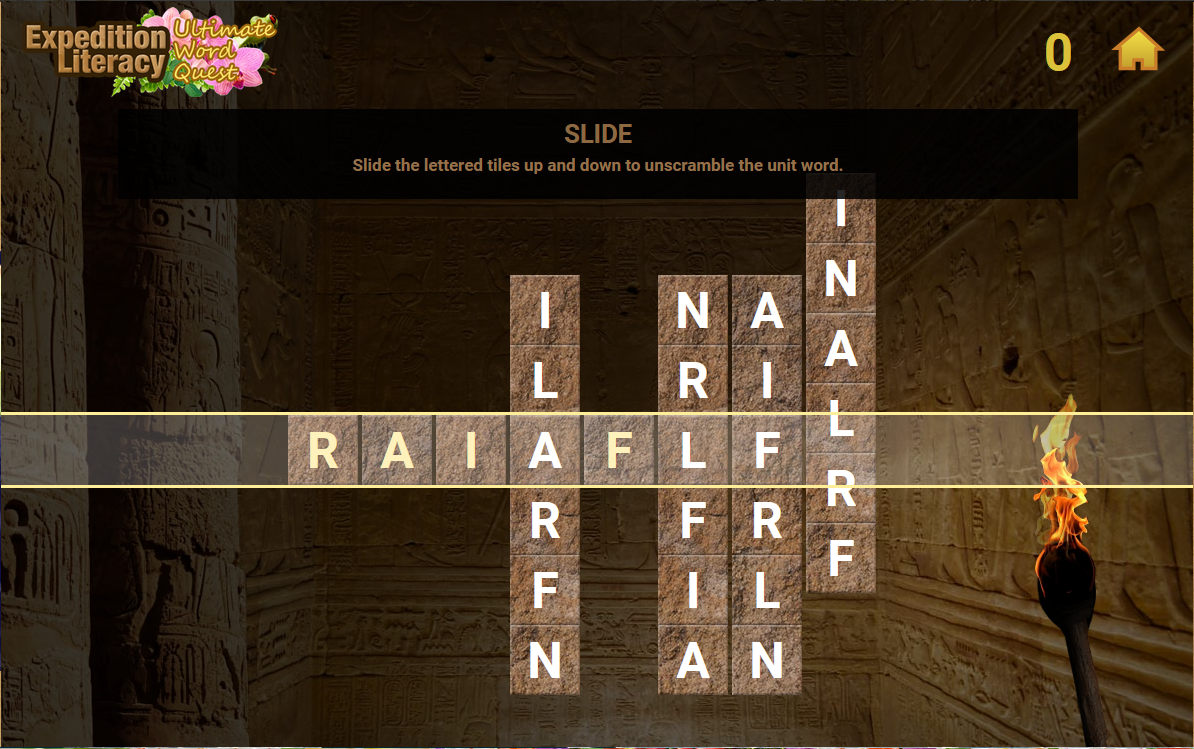 Expedition
Literacy
Ultimate
Word
Quest
0
SLIDE
Slide the lettered tiles up and down to unscramble the unit word.
I
N
I N A
A
L R I
L
R A I A F L F
R
R F R
F
F I L
N A N